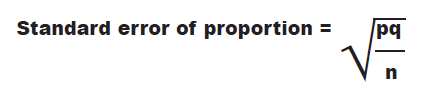 Standard error of proportion = √pq
n